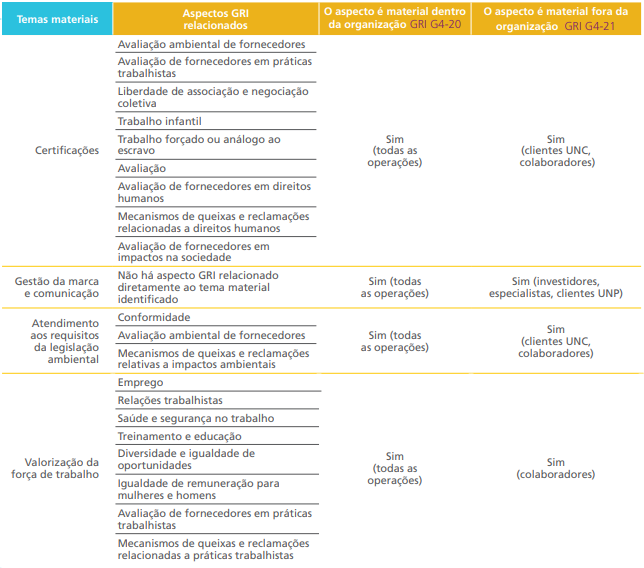 Temas materiais
Aspectos GRI
relacionados
O aspecto é material dentro
da organização GRI G4-20
O aspecto é material fora da
organização GRI G4-21
Certificações
Avaliação ambiental de fornecedores
Avaliação de fornecedores em práticas
trabalhistas
Liberdade de associação e negociação
coletiva
Trabalho infantil
Trabalho forçado ou análogo ao
escravo
Avaliação
Avaliação de fornecedores em direitos
humanos
Mecanismos de queixas e reclamações
relacionadas a direitos humanos
Avaliação de fornecedores em
impactos na sociedade
Sim
(todas as
operações)
Sim
(clientes UNC,
colaboradores)
Gestão da marca
e comunicação
Não há aspecto GRI relacionado
diretamente ao tema material
identificado
Sim (todas
as operações)
Sim (investidores,
especialistas, clientes UNP)
Atendimento
aos requisitos
da legislação
ambiental
Conformidade
Avaliação ambiental de fornecedores
Mecanismos de queixas e reclamações
relativas a impactos ambientais
Sim (todas
as operações)
Sim
(clientes UNC,
colaboradores)
Valorização da
força de trabalho
Emprego
Relações trabalhistas
Saúde e segurança no trabalho
Treinamento e educação
Diversidade e igualdade de
oportunidades
Igualdade de remuneração para
mulheres e homens
Avaliação de fornecedores em práticas
trabalhistas
Mecanismos de queixas e reclamações
relacionadas a práticas trabalhistas
Sim
(todas as
operações)
Sim
(colaboradores)